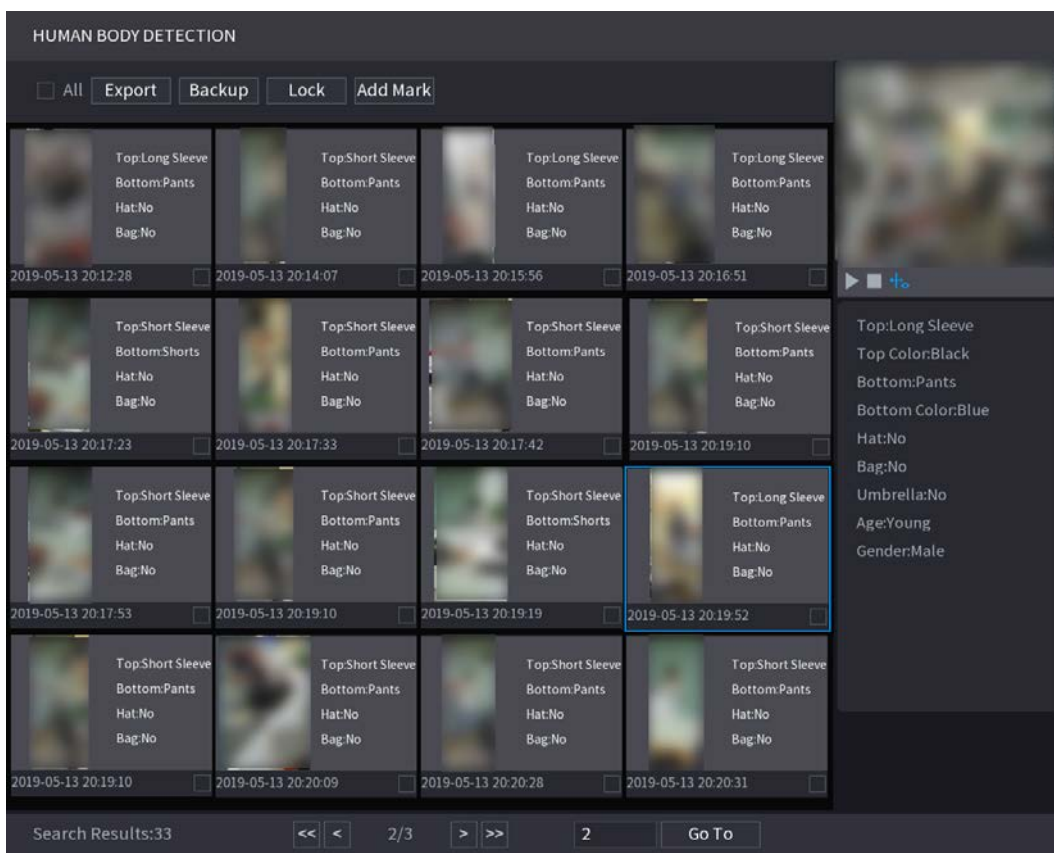 HUMAN BODY DETECTION
All Export Backup Lock Add Mark
Top:Long Sleeve
Bottom:Pants
Hat:No
Bag:No
2019-05-13 20:12:28
Top:Short Sleeve
Bottom:Pants
Hat:No
Bag:No
2019-05-13 20:14:07
Top:Long Sleeve
Bottom:Pants
Hat:No
Bag:No
2019-05-13 20:15:56
Top:Long Sleeve
Bottom:Pants
Hat:No
Bag:No
2019-05-13 20:16:51
Top:Short Sleeve
Bottom:Shorts
Hat:No
Bag:No
2019-05-13 20:17:23
Top:Short Sleeve
Bottom:Pants
Hat:No
Bag:No
2019-05-13 20:17:33
Top:Short Sleeve
Bottom:Pants
Hat:No
Bag:No
2019-05-13 20:17:42
Top:Short Sleeve
Bottom:Pants
Hat:No
Bag:No
2019-05-13 20:19:10
Top:Short Sleeve
Bottom:Pants
Hat:No
Bag:No
2019-05-13 20:17:53
Top:Short Sleeve
Bottom:Pants
Hat:No
Bag:No
2019-05-13 20:19:10
Top:Short Sleeve
Bottom:Shorts
Hat:No
Bag:No
2019-05-13 20:19:19
Top:Long Sleeve
Bottom:Pants
Hat:No
Bag:No
2019-05-13 20:19:52
Top:Short Sleeve
Bottom:Pants
Hat:No
Bag:No
2019-05-13 20:19:10
Top:Short Sleeve
Bottom:Pants
Hat:No
Bag:No
2019-05-13 20:20:09
Top:Short Sleeve
Bottom:Pants
Hat:No
Bag:No
2019-05-13 20:20:28
Top:Short Sleeve
Bottom:Pants
Hat:No
Bag:No
2019-05-13 20:20:31
Top:Long Sleeve
Top Color:Black
Bottom:Pants
Bottom Color:Blue
Hat:No
Bag:No
Umbrella:No
Age:Young
Gender:Male
Search Results:33 << < 2/3 > >> 2 Go To